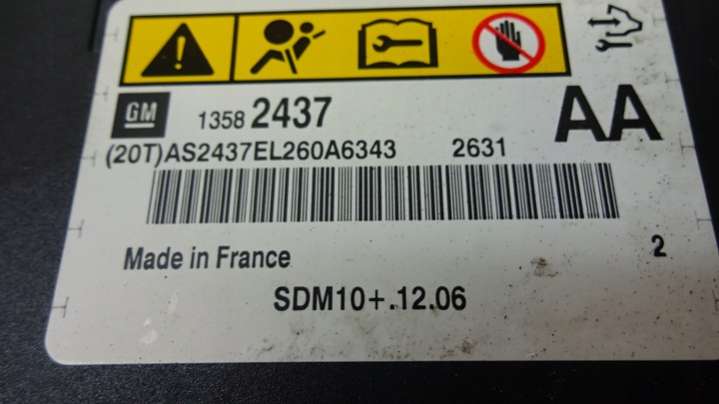 GM 1358 2437 AA
(20T)AS2437EL260A6343 2631
Made in France 2
SDM10+.12.06